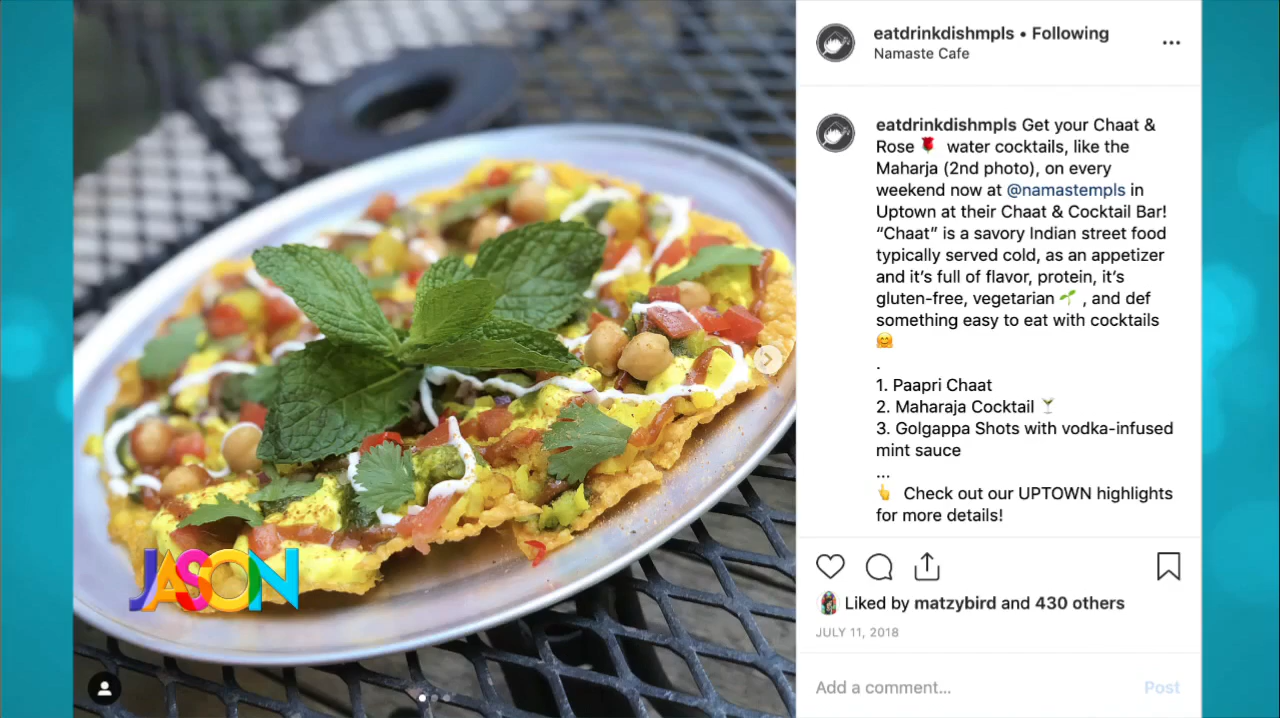 eatdrinkdishmpls • Following
Namaste Cafe
eatdrinkdishmpls Get your Chaat &
Rose 🌹 water cocktails, like the
Maharja (2nd photo), on every
weekend now at @namastempls in
Uptown at their Chaat & Cocktail Bar!
“Chaat” is a savory Indian street food
typically served cold, as an appetizer
and it’s full of flavor, protein, it’s
gluten-free, vegetarian 🌱 , and def
something easy to eat with cocktails
🤗
.
1. Paapri Chaat
2. Maharaja Cocktail 🍸
3. Golgappa Shots with vodka-infused
mint sauce
...
👆 Check out our UPTOWN highlights
for more details!
Liked by matzybird and 430 others
JULY 11, 2018
Add a comment... Post
JASON